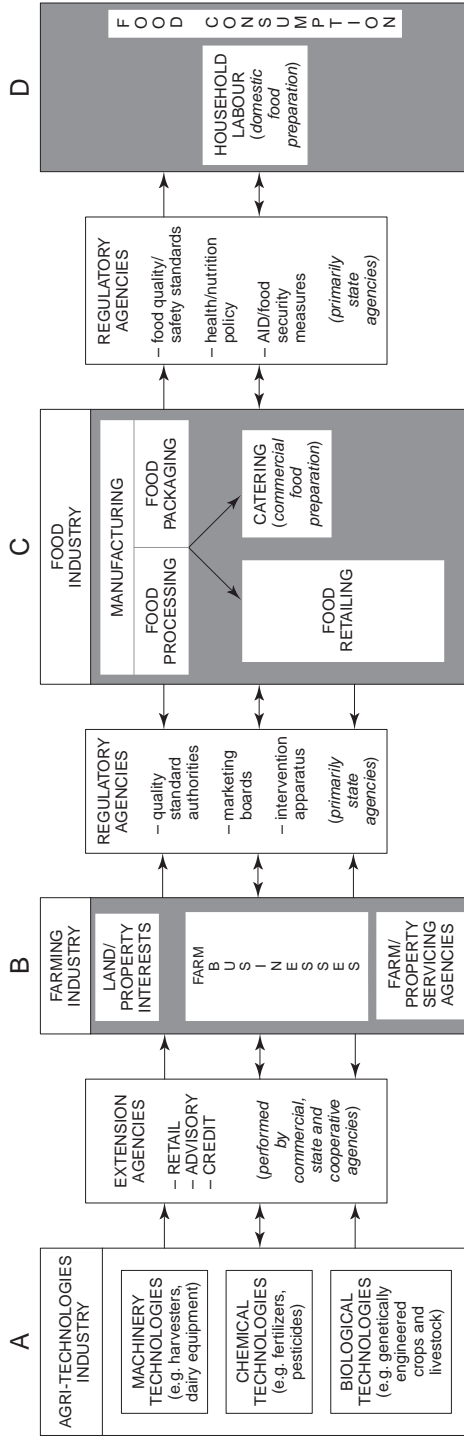 A
AGRI-TECHNOLOGIES
INDUSTRY
MACHINERY
TECHNOLOGIES
(e.g. harvesters,
dairy equipment)
CHEMICAL
TECHNOLOGIES
(e.g. fertilizers,
pesticides)
BIOLOGICAL
TECHNOLOGIES
(e.g. genetically
engineered
crops and
livestock)
EXTENSION
AGENCIES
– RETAIL
– ADVISORY
– CREDIT
(performed
by
commercial,
state and
cooperative
agencies)
B
FARMING
INDUSTRY
LAND/
PROPERTY
INTERESTS
FARM
B
U
S
I
N
E
S
S
E
S
FARM/
PROPERTY
SERVICING
AGENCIES
REGULATORY
AGENCIES
– quality
standard
authorities
– marketing
boards
– intervention
apparatus
(primarily
state
agencies)
C
FOOD
INDUSTRY
MANUFACTURING
FOOD
PROCESSING
FOOD
PACKAGING
FOOD
RETAILING
CATERING
(commercial
food
preparation)
REGULATORY
AGENCIES
– food quality/
safety standards
– health/nutrition
policy
– AID/food
security
measures
(primarily
state
agencies)
D
HOUSEHOLD
LABOUR
(domestic
food
preparation)
F
O
O
D
C
O
N
S
U
M
P
T
I
O
N